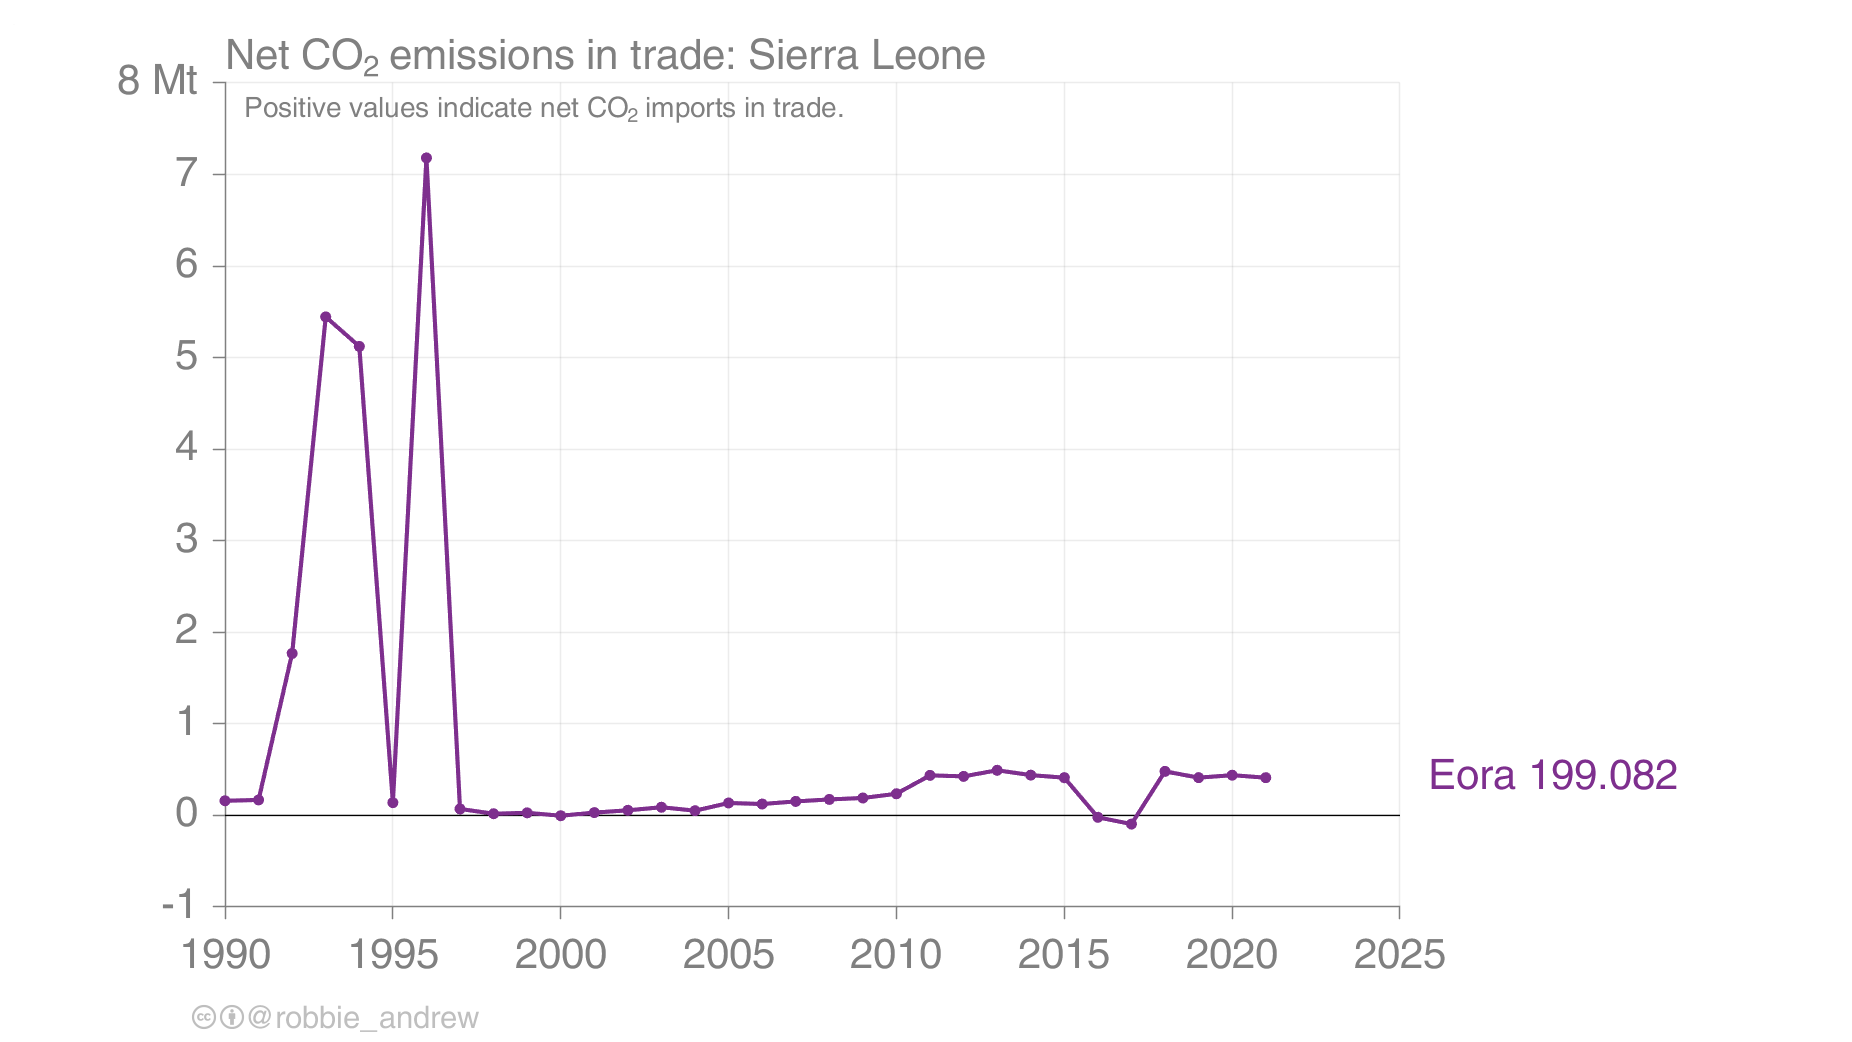 Net CO₂ emissions in trade: Sierra Leone
8 Mt
Positive values indicate net CO₂ imports in trade.
7
6
5
4
3
2
1
0
-1
Eora 199.082
1990 1995 2000 2005 2010 2015 2020 2025
@robbie_andrew